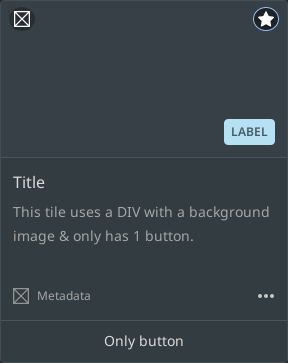 LABEL
Title
This tile uses a DIV with a background
image & only has 1 button.
Metadata
Only button